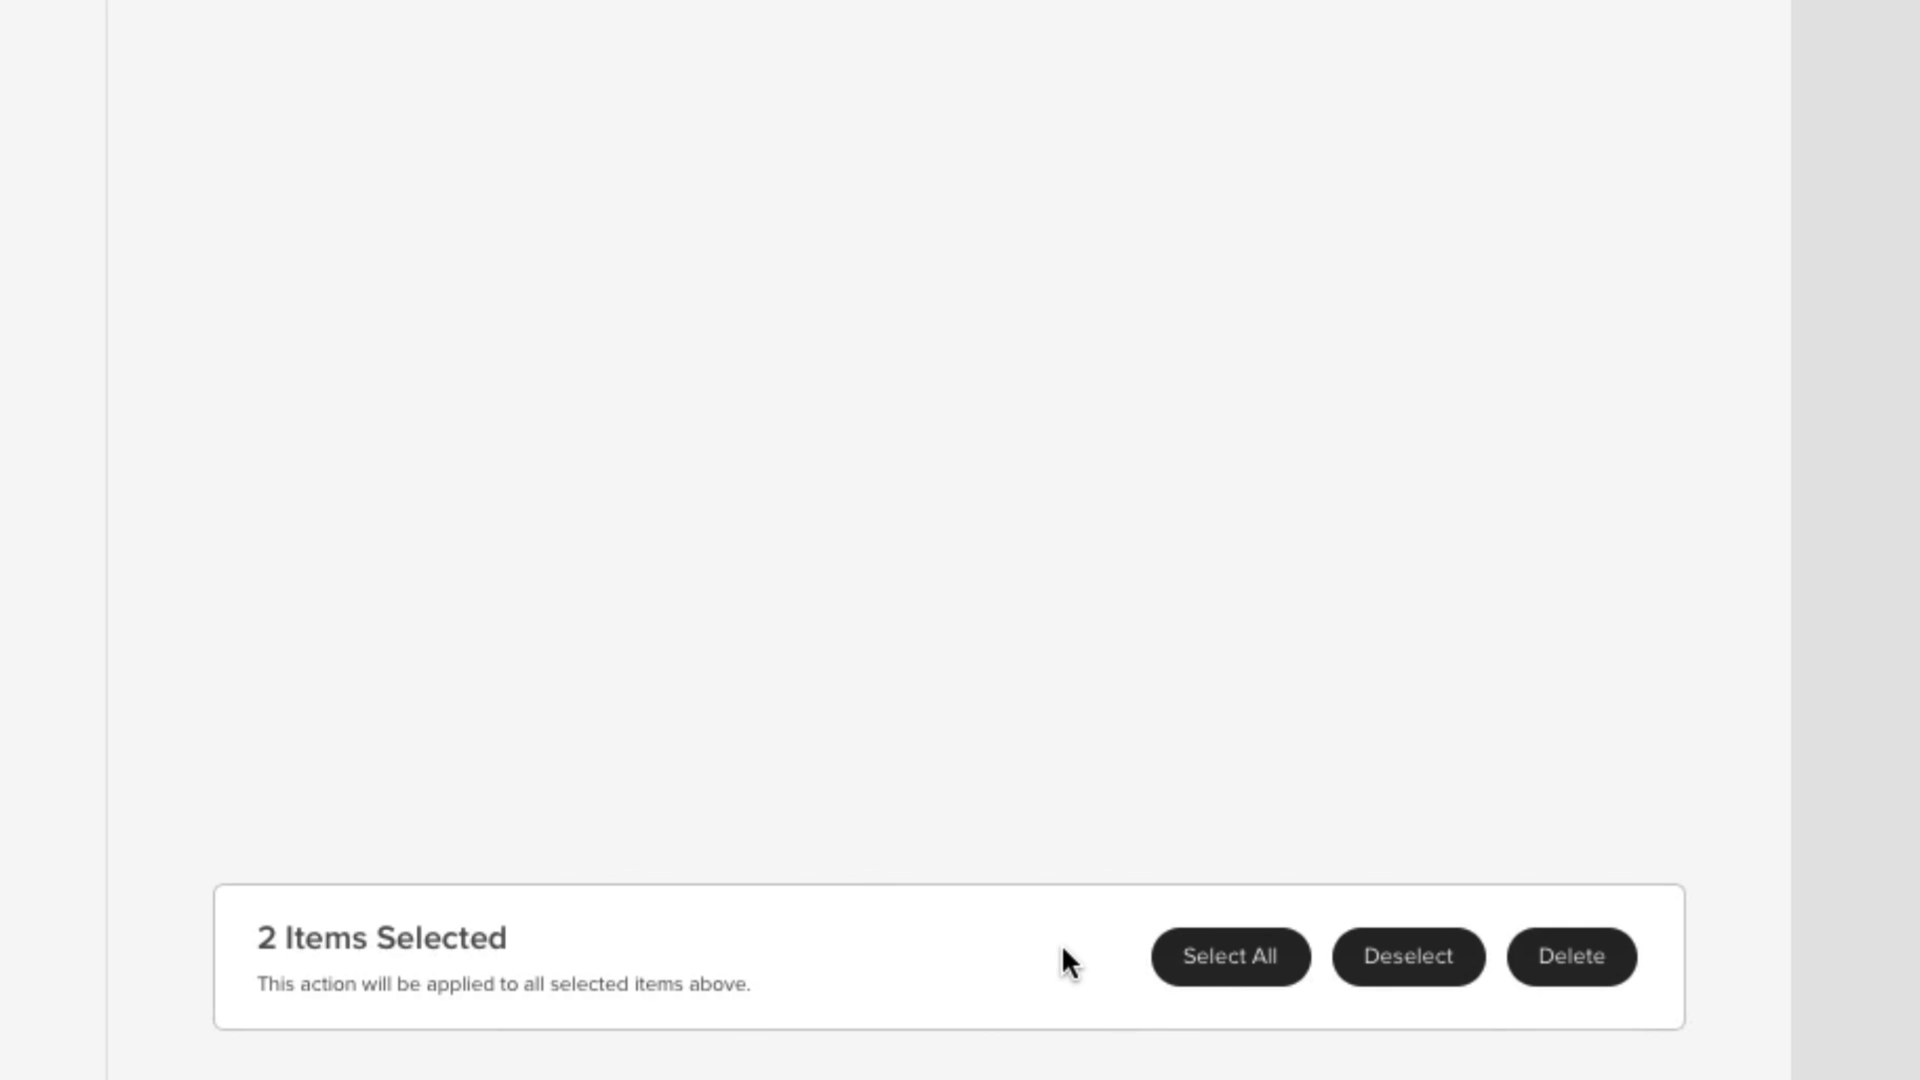 2 Items Selected
This action will be applied to all selected items above.
Select All
Deselect
Delete